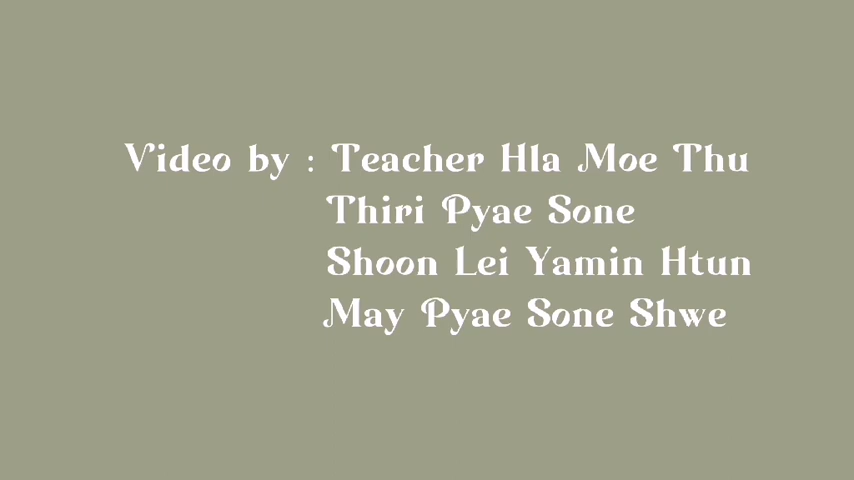 Video by : Teacher Hla Moe Thu
Thiri Pyae Sone
Shoon Lei Yamin Htun
May Pyae Sone Shwe